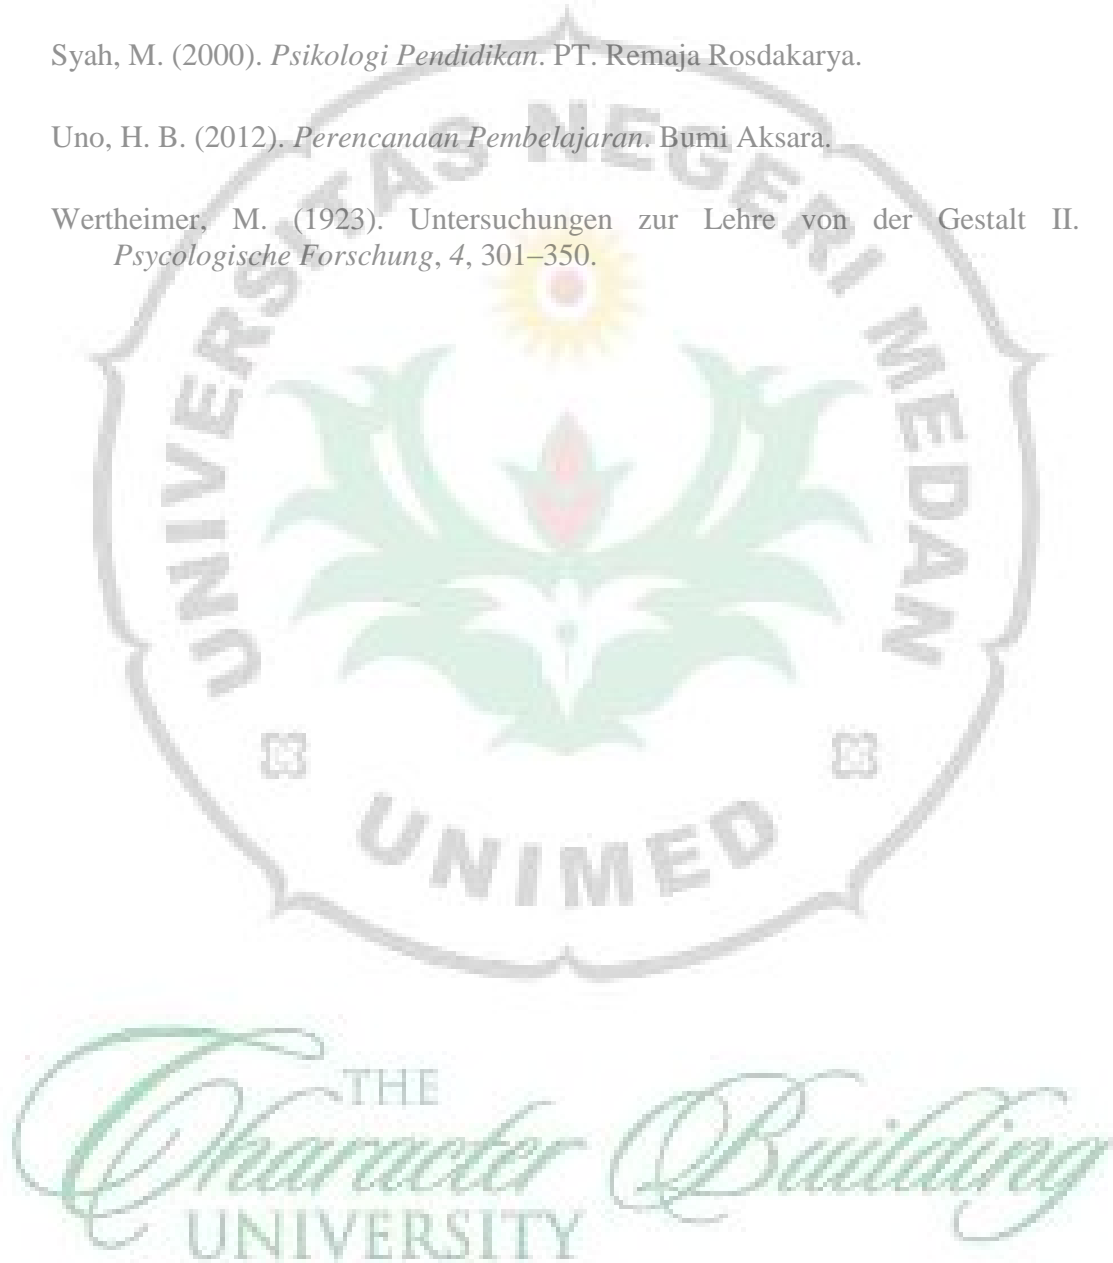 Syah, M. (2000). Psikologi Pendidikan. PT. Remaja Rosdakarya.
Uno, H. B. (2012). Perencanaan Pembelajaran. Bumi Aksara.
Wertheimer, M. (1923). Untersuchungen zur Lehre von der Gestalt II.
Psycologische Forschung, 4, 301–350.
UNIVERSITAS NEGERI MEDAN
UNIMED
THE
Character Building
UNIVERSITY